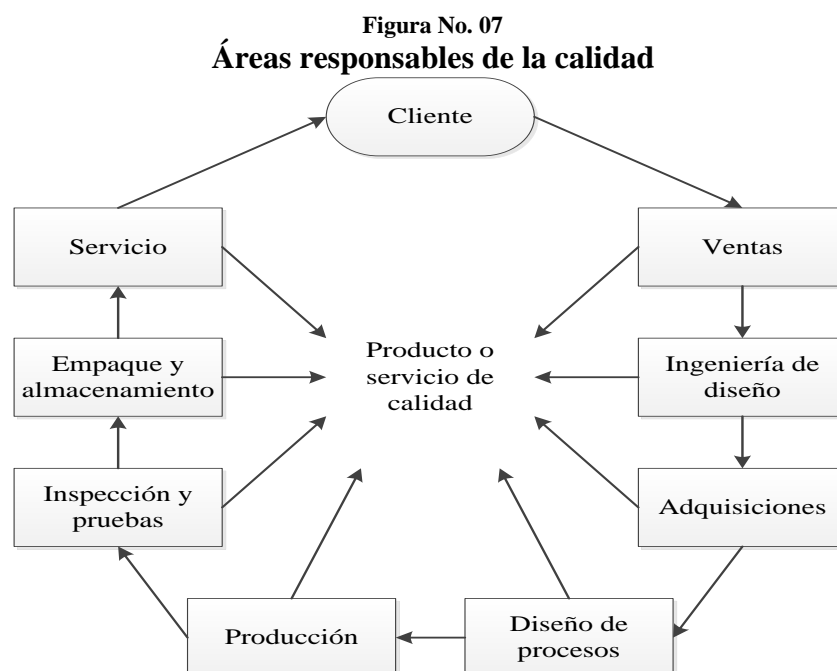 Figura No. 07
Áreas responsables de la calidad
Cliente
Servicio
Ventas
Producto o
servicio de
calidad
Empaque y
almacenamiento
Ingeniería de
diseño
Inspección y
pruebas
Adquisiciones
Producción
Diseño de
procesos